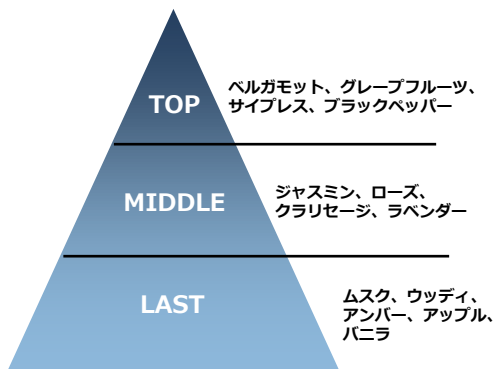 TOP
ベルガモット、グレープフルーツ、
サイプレス、ブラックペッパー
MIDDLE
ジャスミン、ローズ、
クラリセージ、ラベンダー
LAST
ムスク、ウッディ、
アンバー、アップル、
バニラ